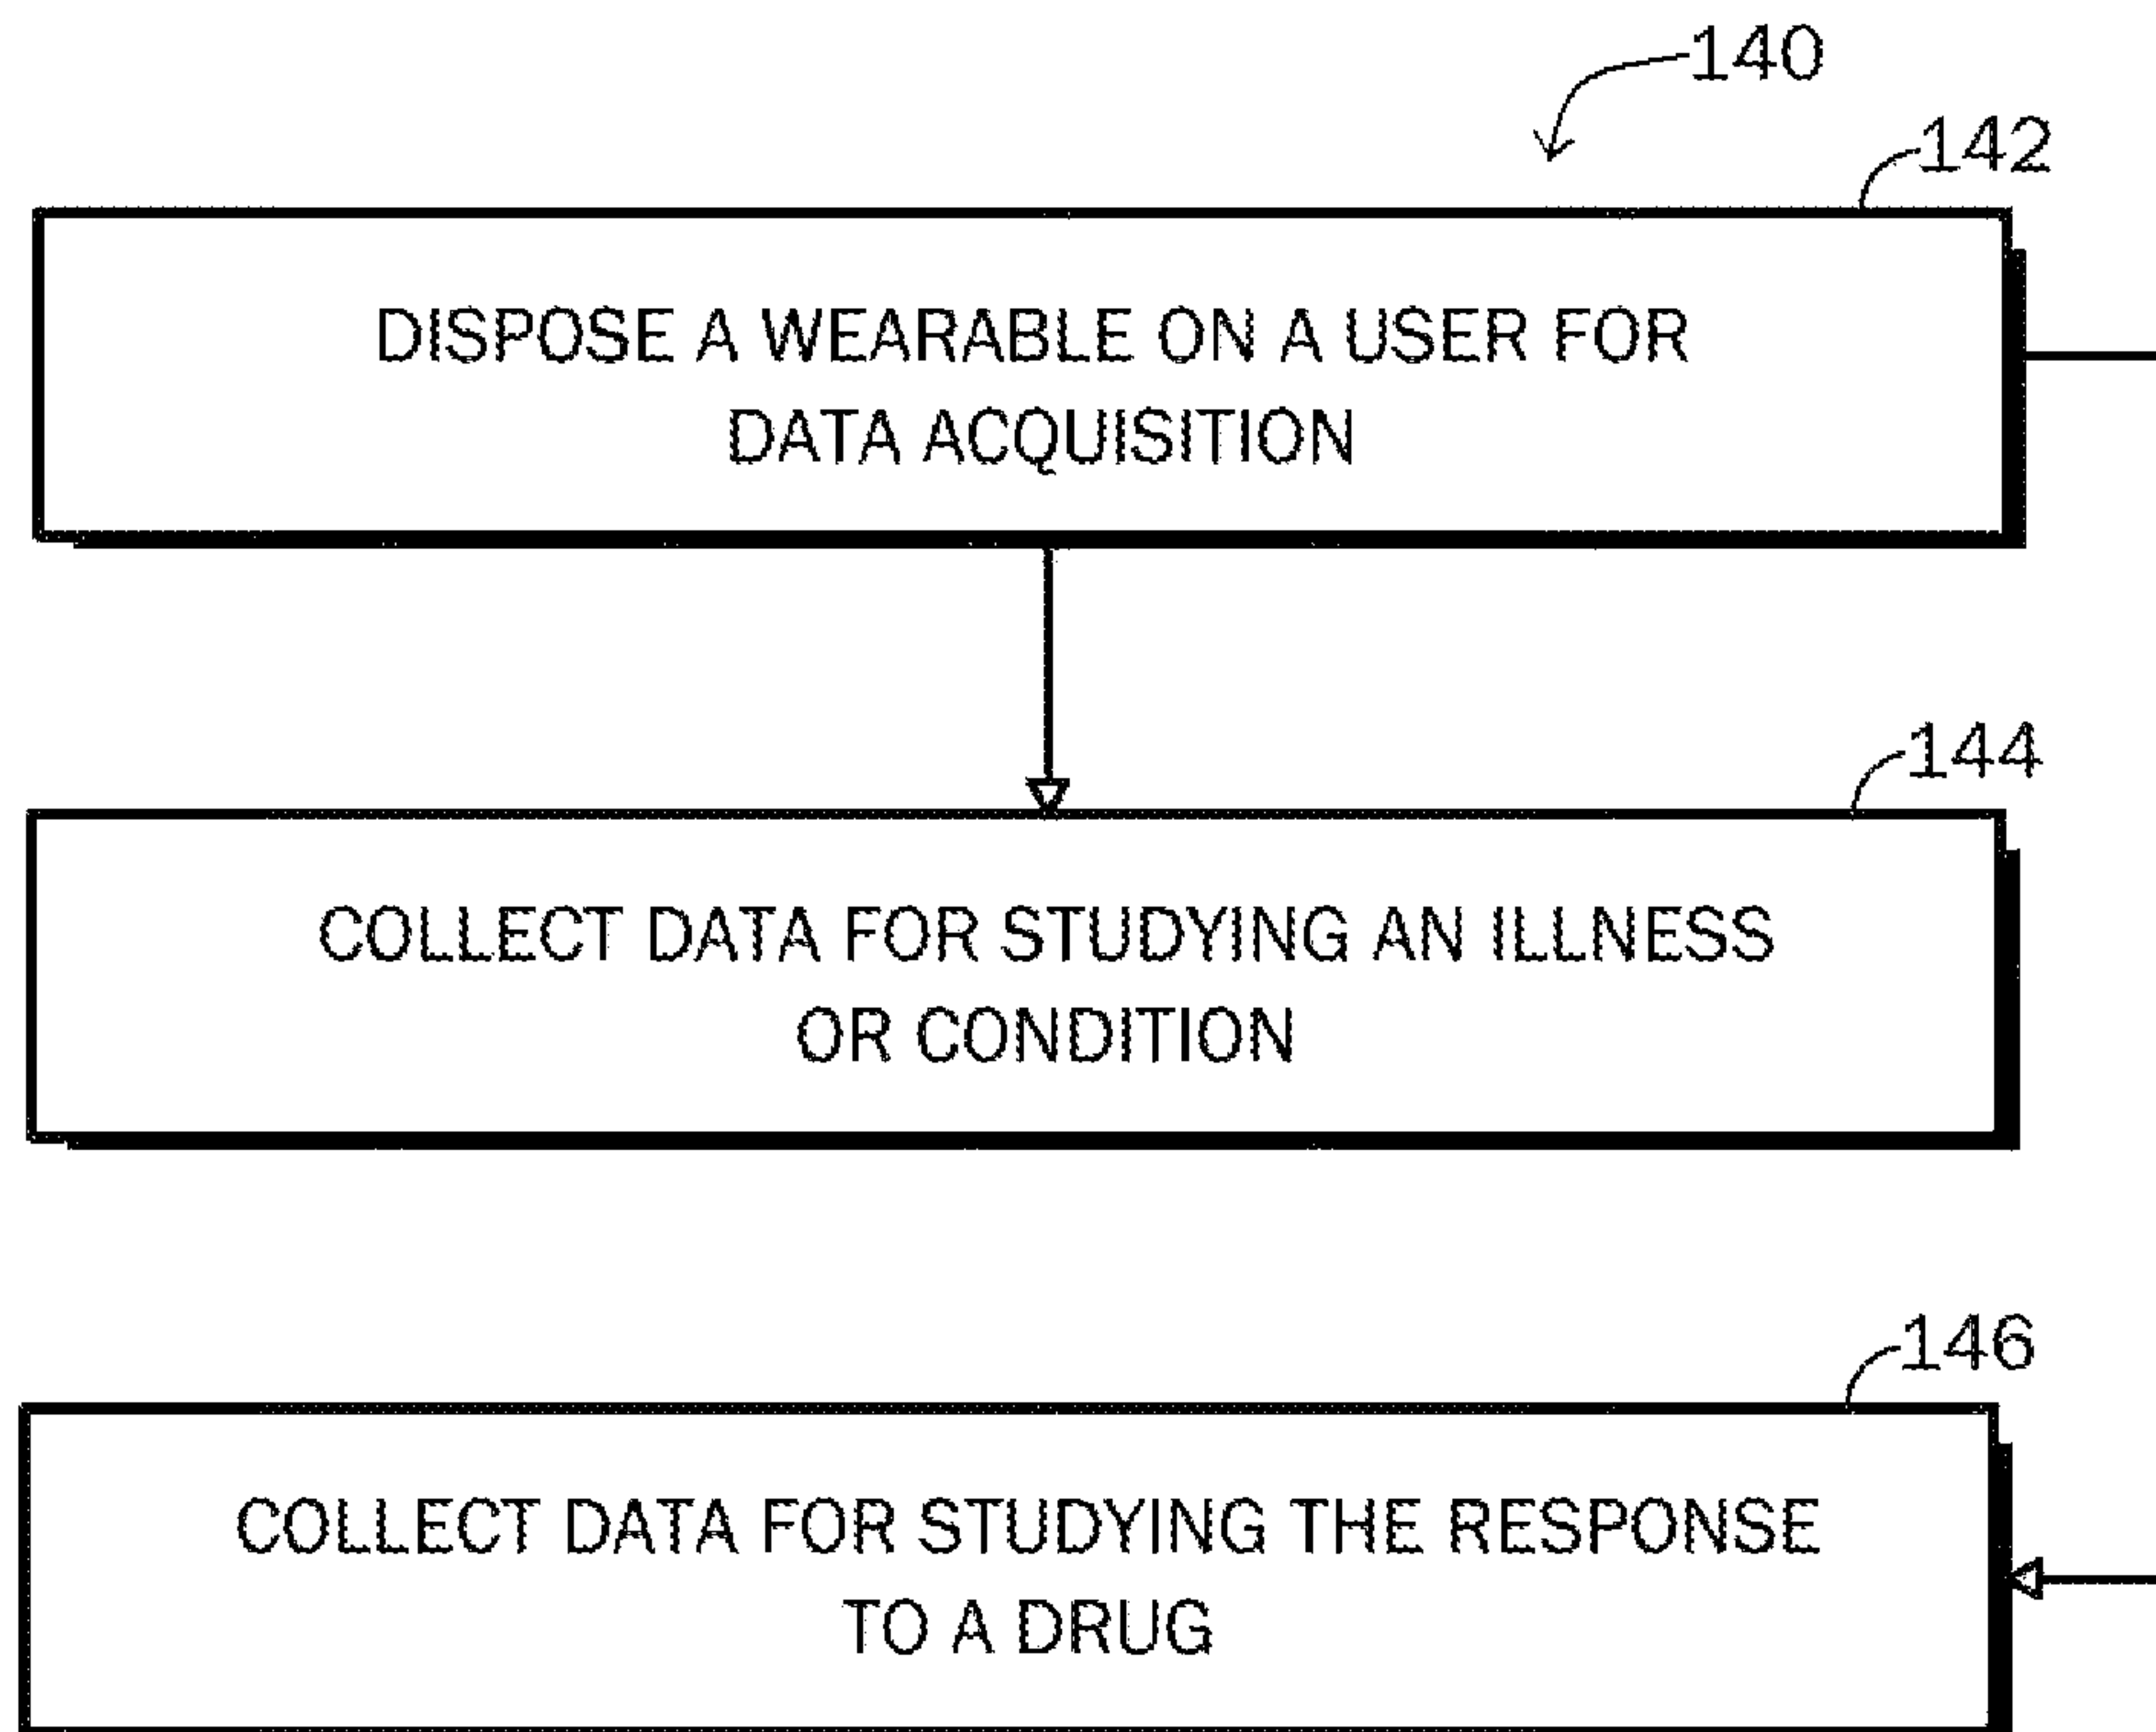 140
142
DISPOSE A WEARABLE ON A USER FOR
DATA ACQUISITION
144
COLLECT DATA FOR STUDYING AN ILLNESS
OR CONDITION
146
COLLECT DATA FOR STUDYING THE RESPONSE
TO A DRUG